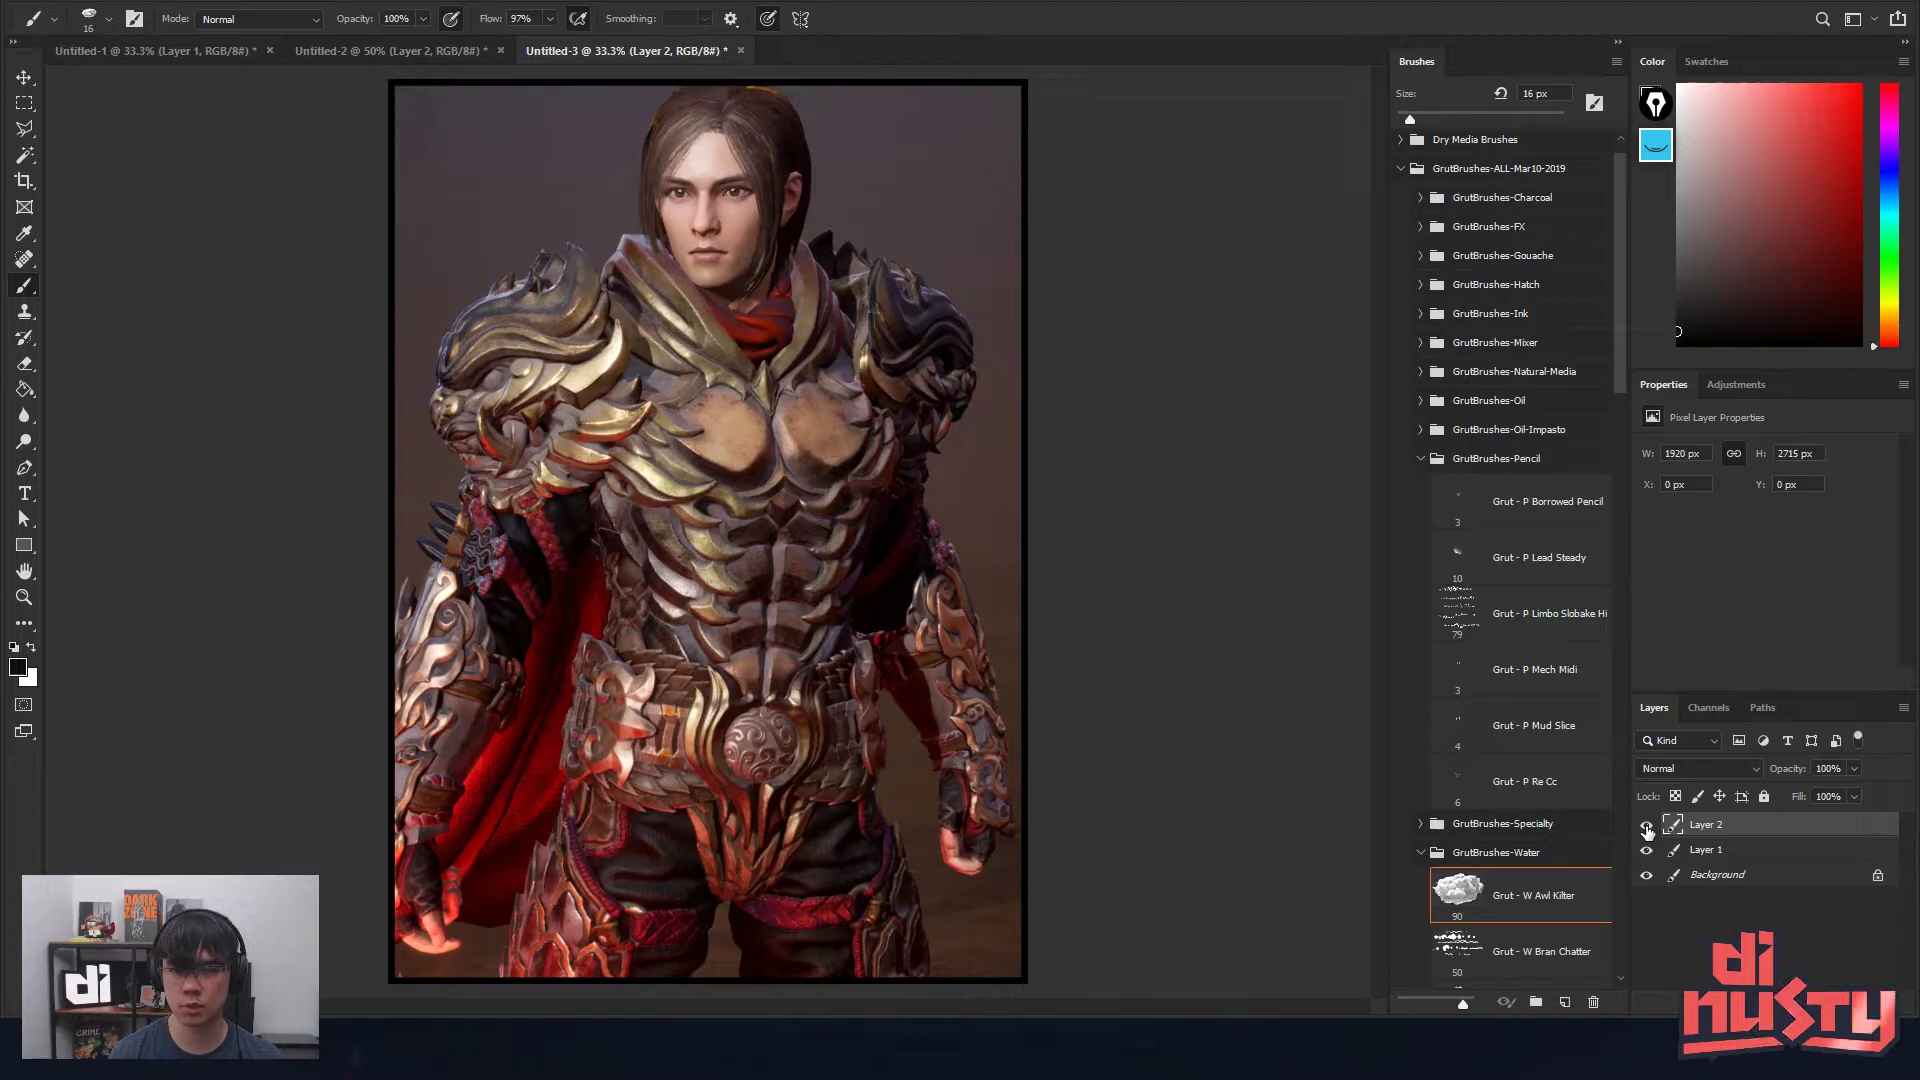 16
Mode: Normal
Opacity: 100%
Flow: 97%
Smoothing:
Untitled-1 @ 33.3% (Layer 1, RGB/8#) *
Untitled-2 @ 50% (Layer 2, RGB/8#) *
Untitled-3 @ 33.3% (Layer 2, RGB/8#) *
Brushes
Size: 16 px
Dry Media Brushes
GrutBrushes-ALL-Mar10-2019
GrutBrushes-Charcoal
GrutBrushes-FX
GrutBrushes-Gouache
GrutBrushes-Hatch
GrutBrushes-Ink
GrutBrushes-Mixer
GrutBrushes-Natural-Media
GrutBrushes-Oil
GrutBrushes-Oil-Impasto
GrutBrushes-Pencil
Grut - P Borrowed Pencil
3
Grut - P Lead Steady
10
Grut - P Limbo Slobake Hi
79
Grut - P Mech Midi
3
Grut - P Mud Slice
4
Grut - P Re Cc
6
GrutBrushes-Specialty
GrutBrushes-Water
Grut - W Awl Kilter
90
Grut - W Bran Chatter
50
Color
Swatches
Properties
Adjustments
Pixel Layer Properties
W: 1920 px
H: 2715 px
X: 0 px
Y: 0 px
Layers
Channels
Paths
Kind
Normal
Opacity: 100%
Lock:
Fill: 100%
Layer 2
Layer 1
Background
DARK
ZONE
di
CRIME
di
nusty